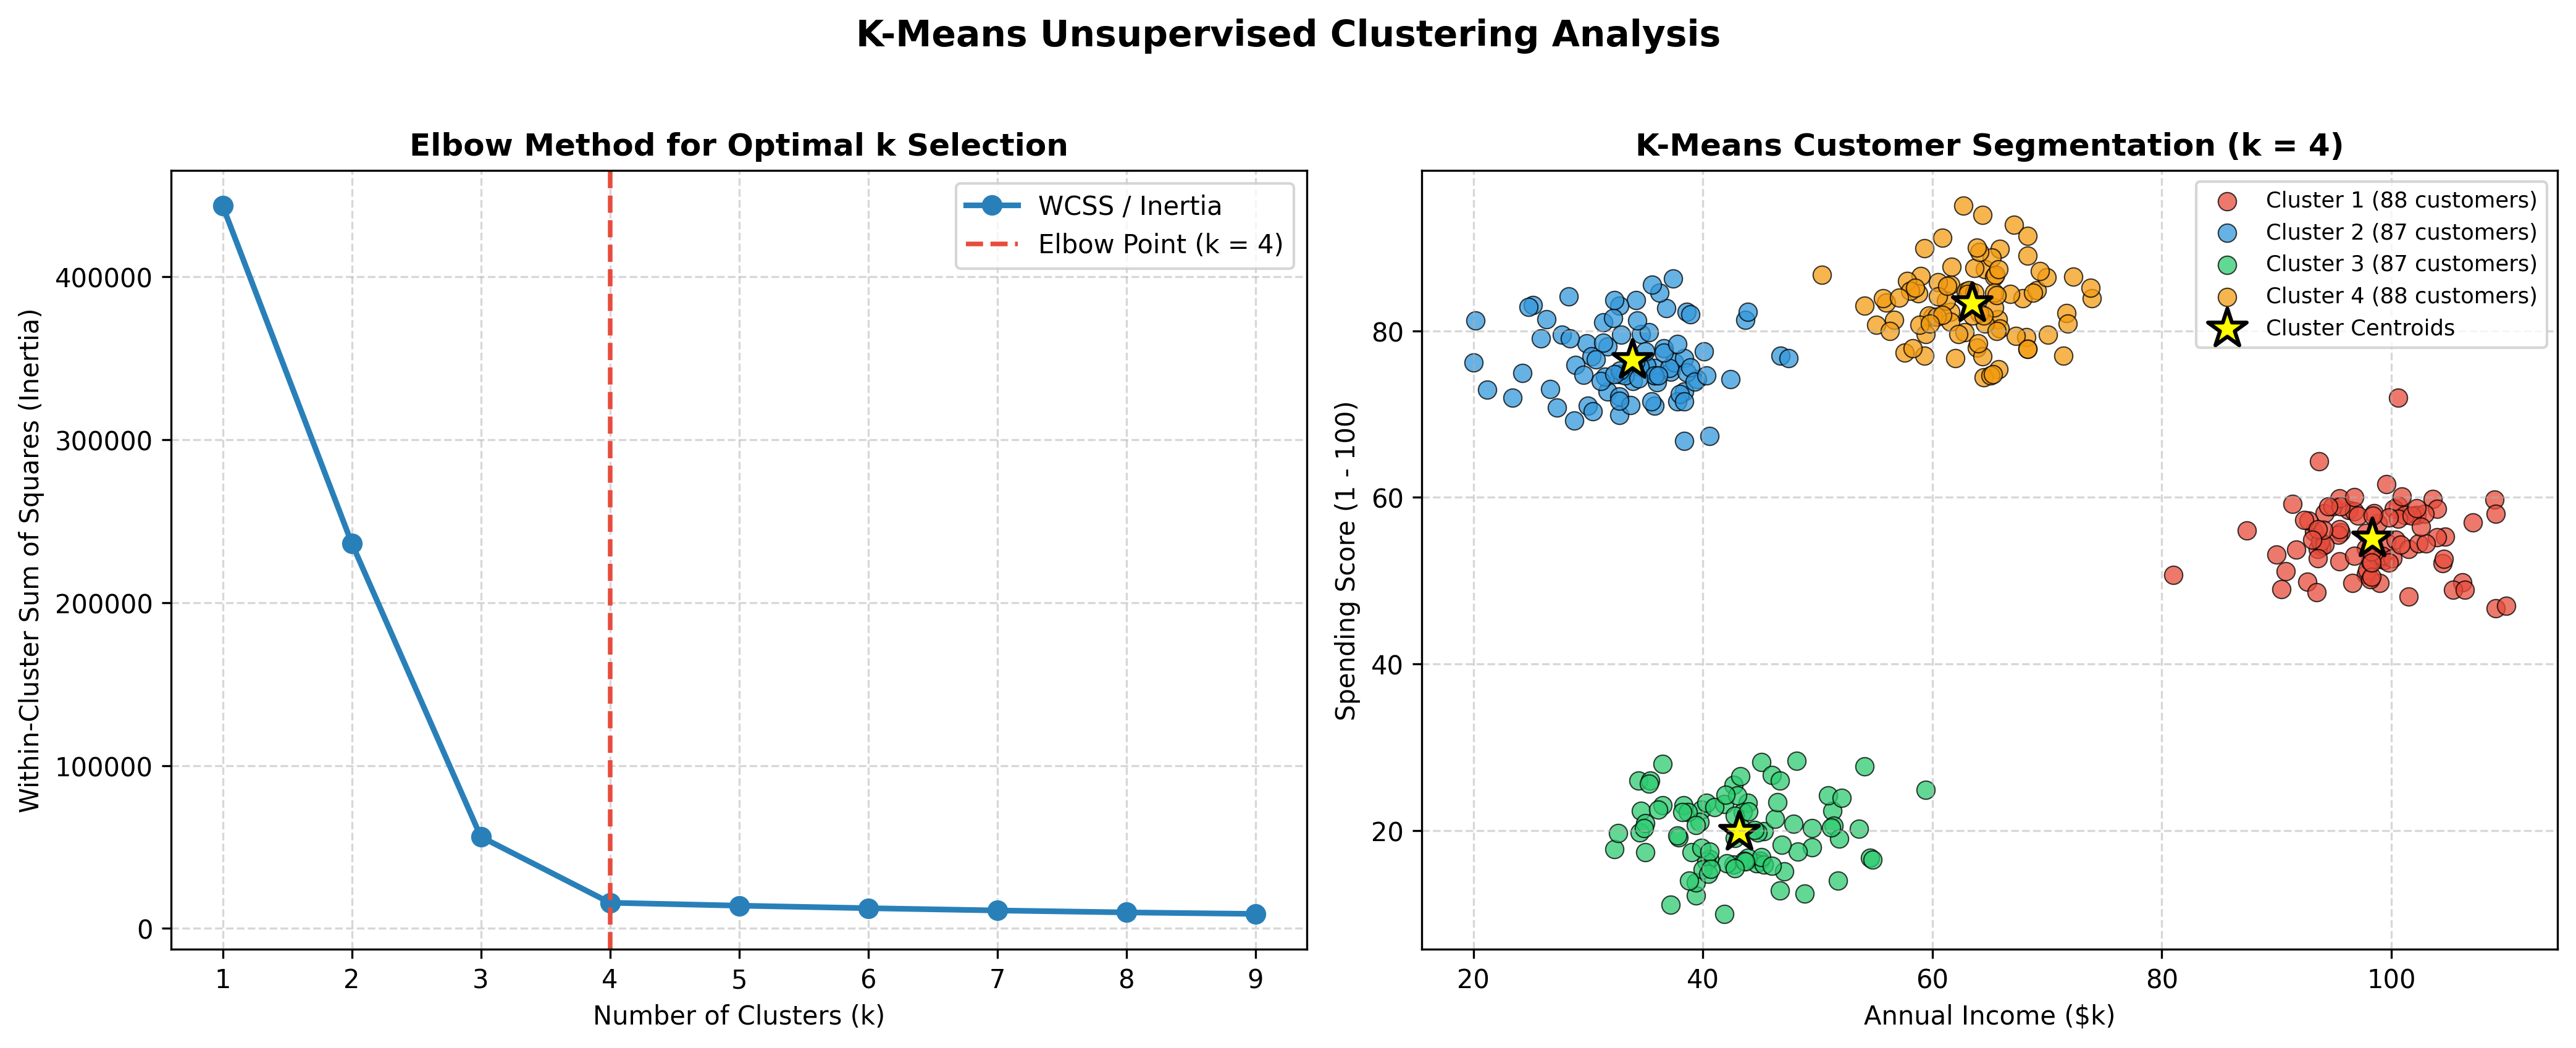 K-Means Unsupervised Clustering Analysis
Elbow Method for Optimal k Selection
WCSS / Inertia
Elbow Point (k = 4)
Within-Cluster Sum of Squares (Inertia)
400000
300000
200000
100000
0
1 2 3 4 5 6 7 8 9
Number of Clusters (k)
K-Means Customer Segmentation (k = 4)
Cluster 1 (88 customers)
Cluster 2 (87 customers)
Cluster 3 (87 customers)
Cluster 4 (88 customers)
Cluster Centroids
Spending Score (1 - 100)
80
60
40
20
20 40 60 80 100
Annual Income ($k)